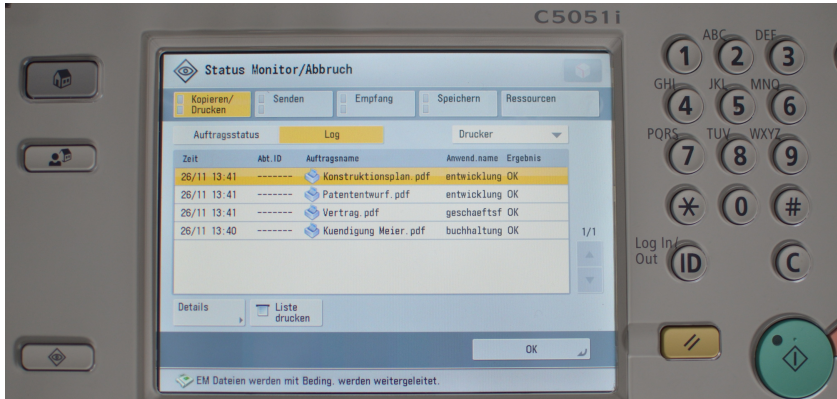 C5051i
Status Monitor/Abbruch
Kopieren/
Drucken
Senden
Empfang
Speichern
Ressourcen
Auftragsstatus
Log
Drucker
Zeit Abt.ID Auftragsname Anwend.name Ergebnis
26/11 13:41 ------- Konstruktionsplan.pdf entwicklung OK
26/11 13:41 ------- Patententwurf.pdf entwicklung OK
26/11 13:41 ------- Vertrag.pdf geschaeftsf OK
26/11 13:40 ------- Kuendigung Meier.pdf buchhaltung OK
1/1
Details
Liste
drucken
OK
EM Dateien werden mit Beding. werden weitergeleitet.
ABC DEF
1 2 3
GHI JKL MNO
4 5 6
PQRS TUV WXYZ
7 8 9
* 0 #
Log In/
Out
ID C